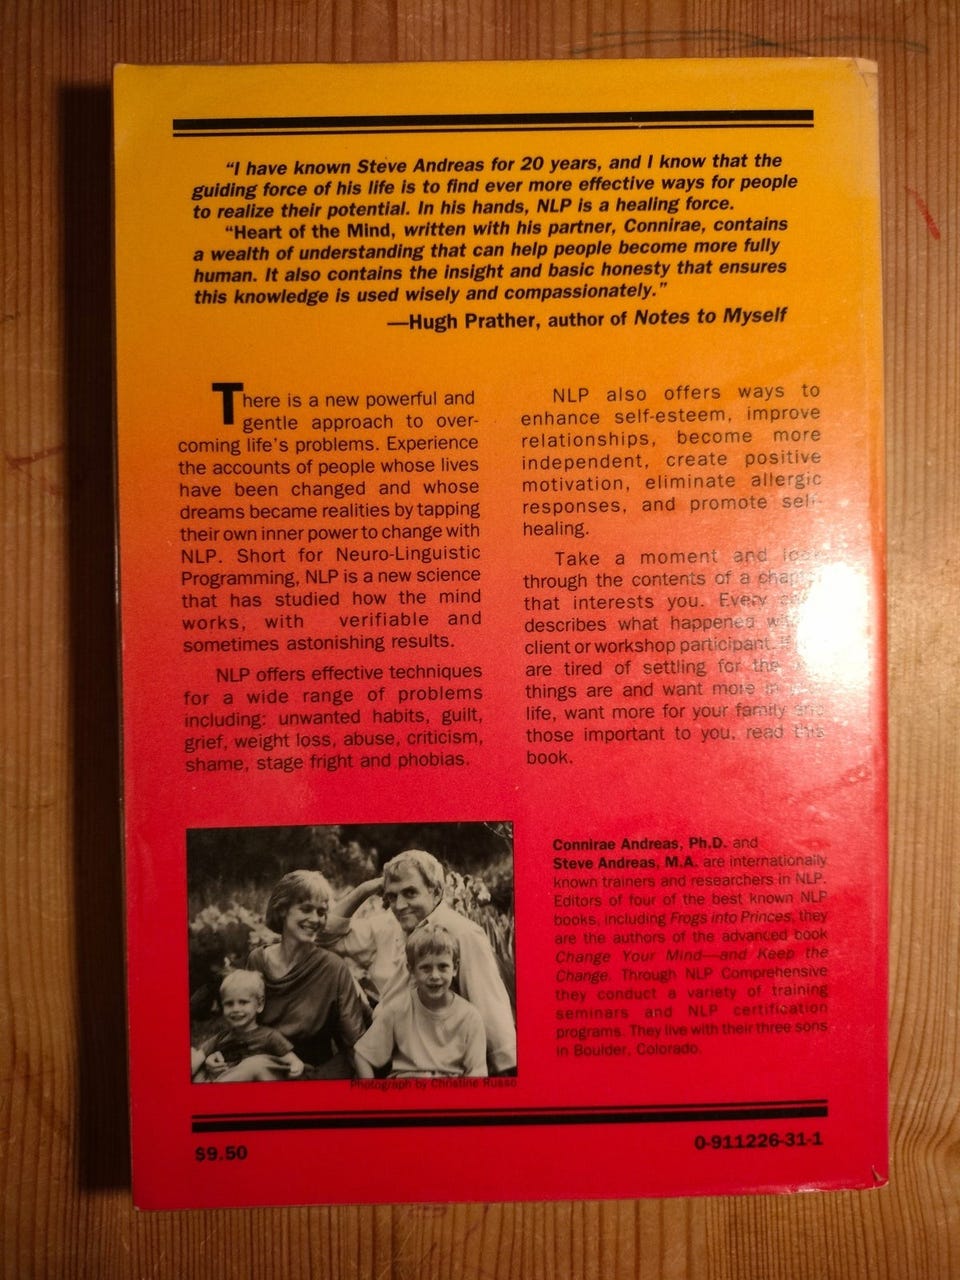 “I have known Steve Andreas for 20 years, and I know that the
guiding force of his life is to find ever more effective ways for people
to realize their potential. In his hands, NLP is a healing force.
“Heart of the Mind, written with his partner, Connirae, contains
a wealth of understanding that can help people become more fully
human. It also contains the insight and basic honesty that ensures
this knowledge is used wisely and compassionately.”
—Hugh Prather, author of Notes to Myself
There is a new powerful and
gentle approach to over-
coming life's problems. Experience
the accounts of people whose lives
have been changed and whose
dreams became realities by tapping
their own inner power to change with
NLP. Short for Neuro-Linguistic
Programming, NLP is a new science
that has studied how the mind
works, with verifiable and
sometimes astonishing results.
NLP offers effective techniques
for a wide range of problems
including: unwanted habits, guilt,
grief, weight loss, abuse, criticism,
shame, stage fright and phobias.
NLP also offers ways to
enhance self-esteem, improve
relationships, become more
independent, create positive
motivation, eliminate allergic
responses, and promote self-
healing.
Take a moment and
through the contents of a
that interests you. Every
describes what happened
client or workshop participant.
are tired of settling for the
things are and want more
life, want more for your family and
those important to you, read this
book.
Connirae Andreas, Ph.D. and
Steve Andreas, M.A. are internationally
known trainers and researchers in NLP.
Editors of four of the best known NLP
books, including Frogs into Princes, they
are the authors of the advanced book
Change Your Mind—and Keep the
Change. Through NLP Comprehensive
they conduct a variety of training
seminars and NLP certification
programs. They live with their three sons
in Boulder, Colorado.
Photograph by Christine Russo
$9.50
0-911226-31-1